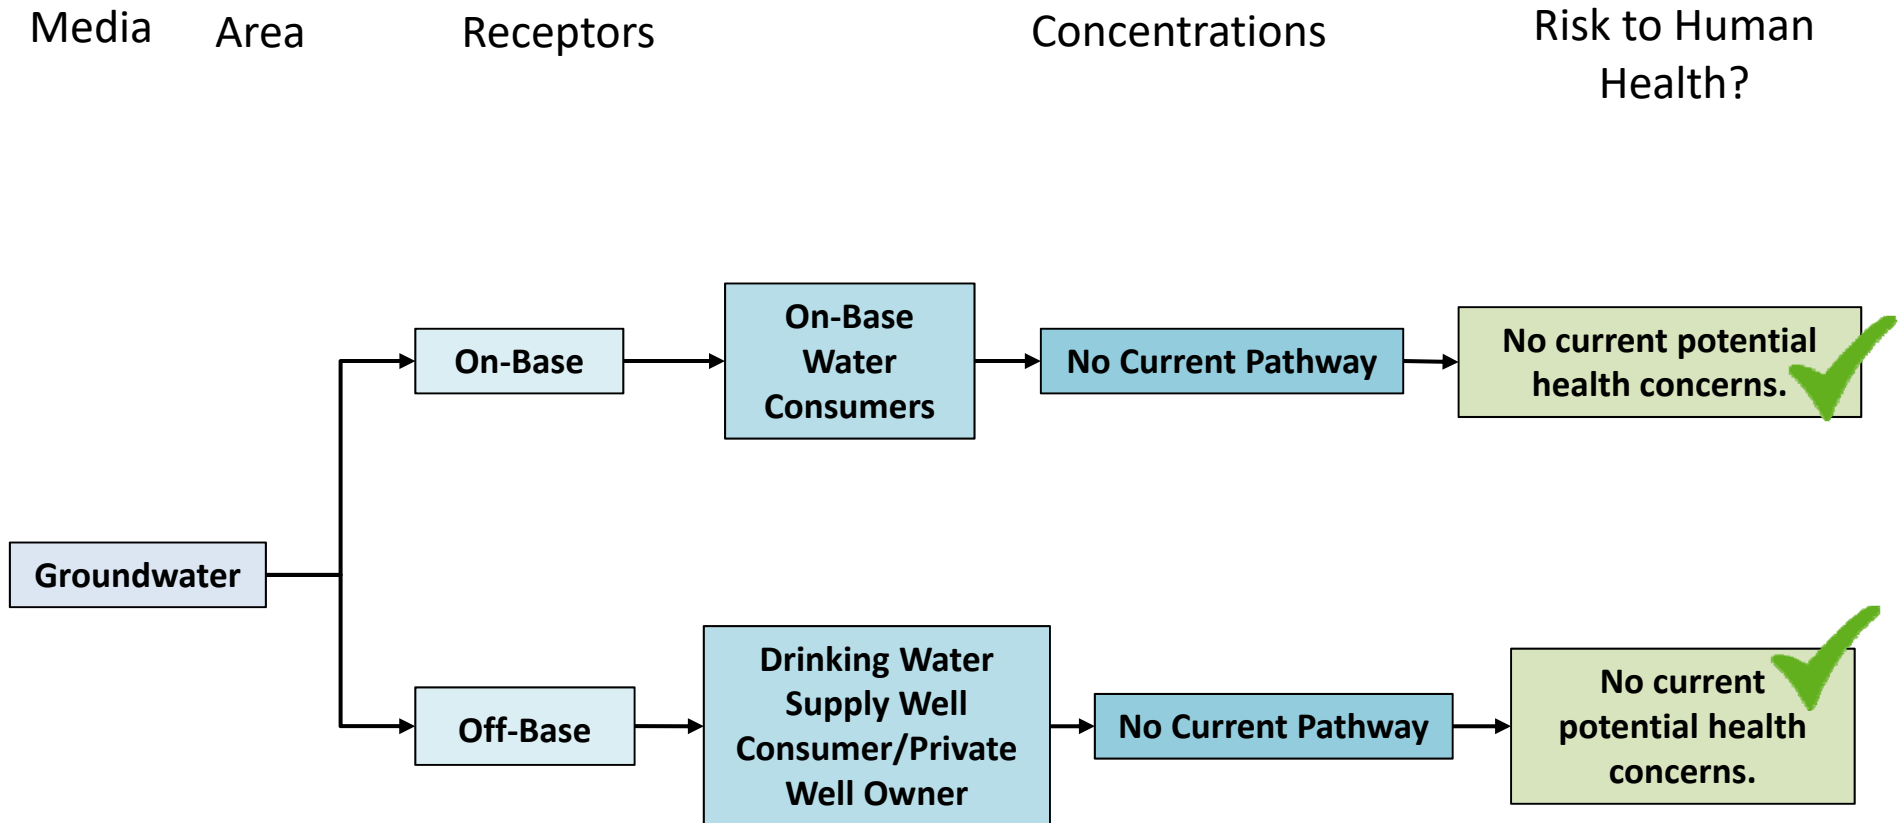 Media
Area
Receptors
Concentrations
Risk to Human
Health?
On-Base
On-Base
Water
Consumers
No Current Pathway
No current potential
health concerns.
Groundwater
Off-Base
Drinking Water
Supply Well
Consumer/Private
Well Owner
No Current Pathway
No current
potential health
concerns.